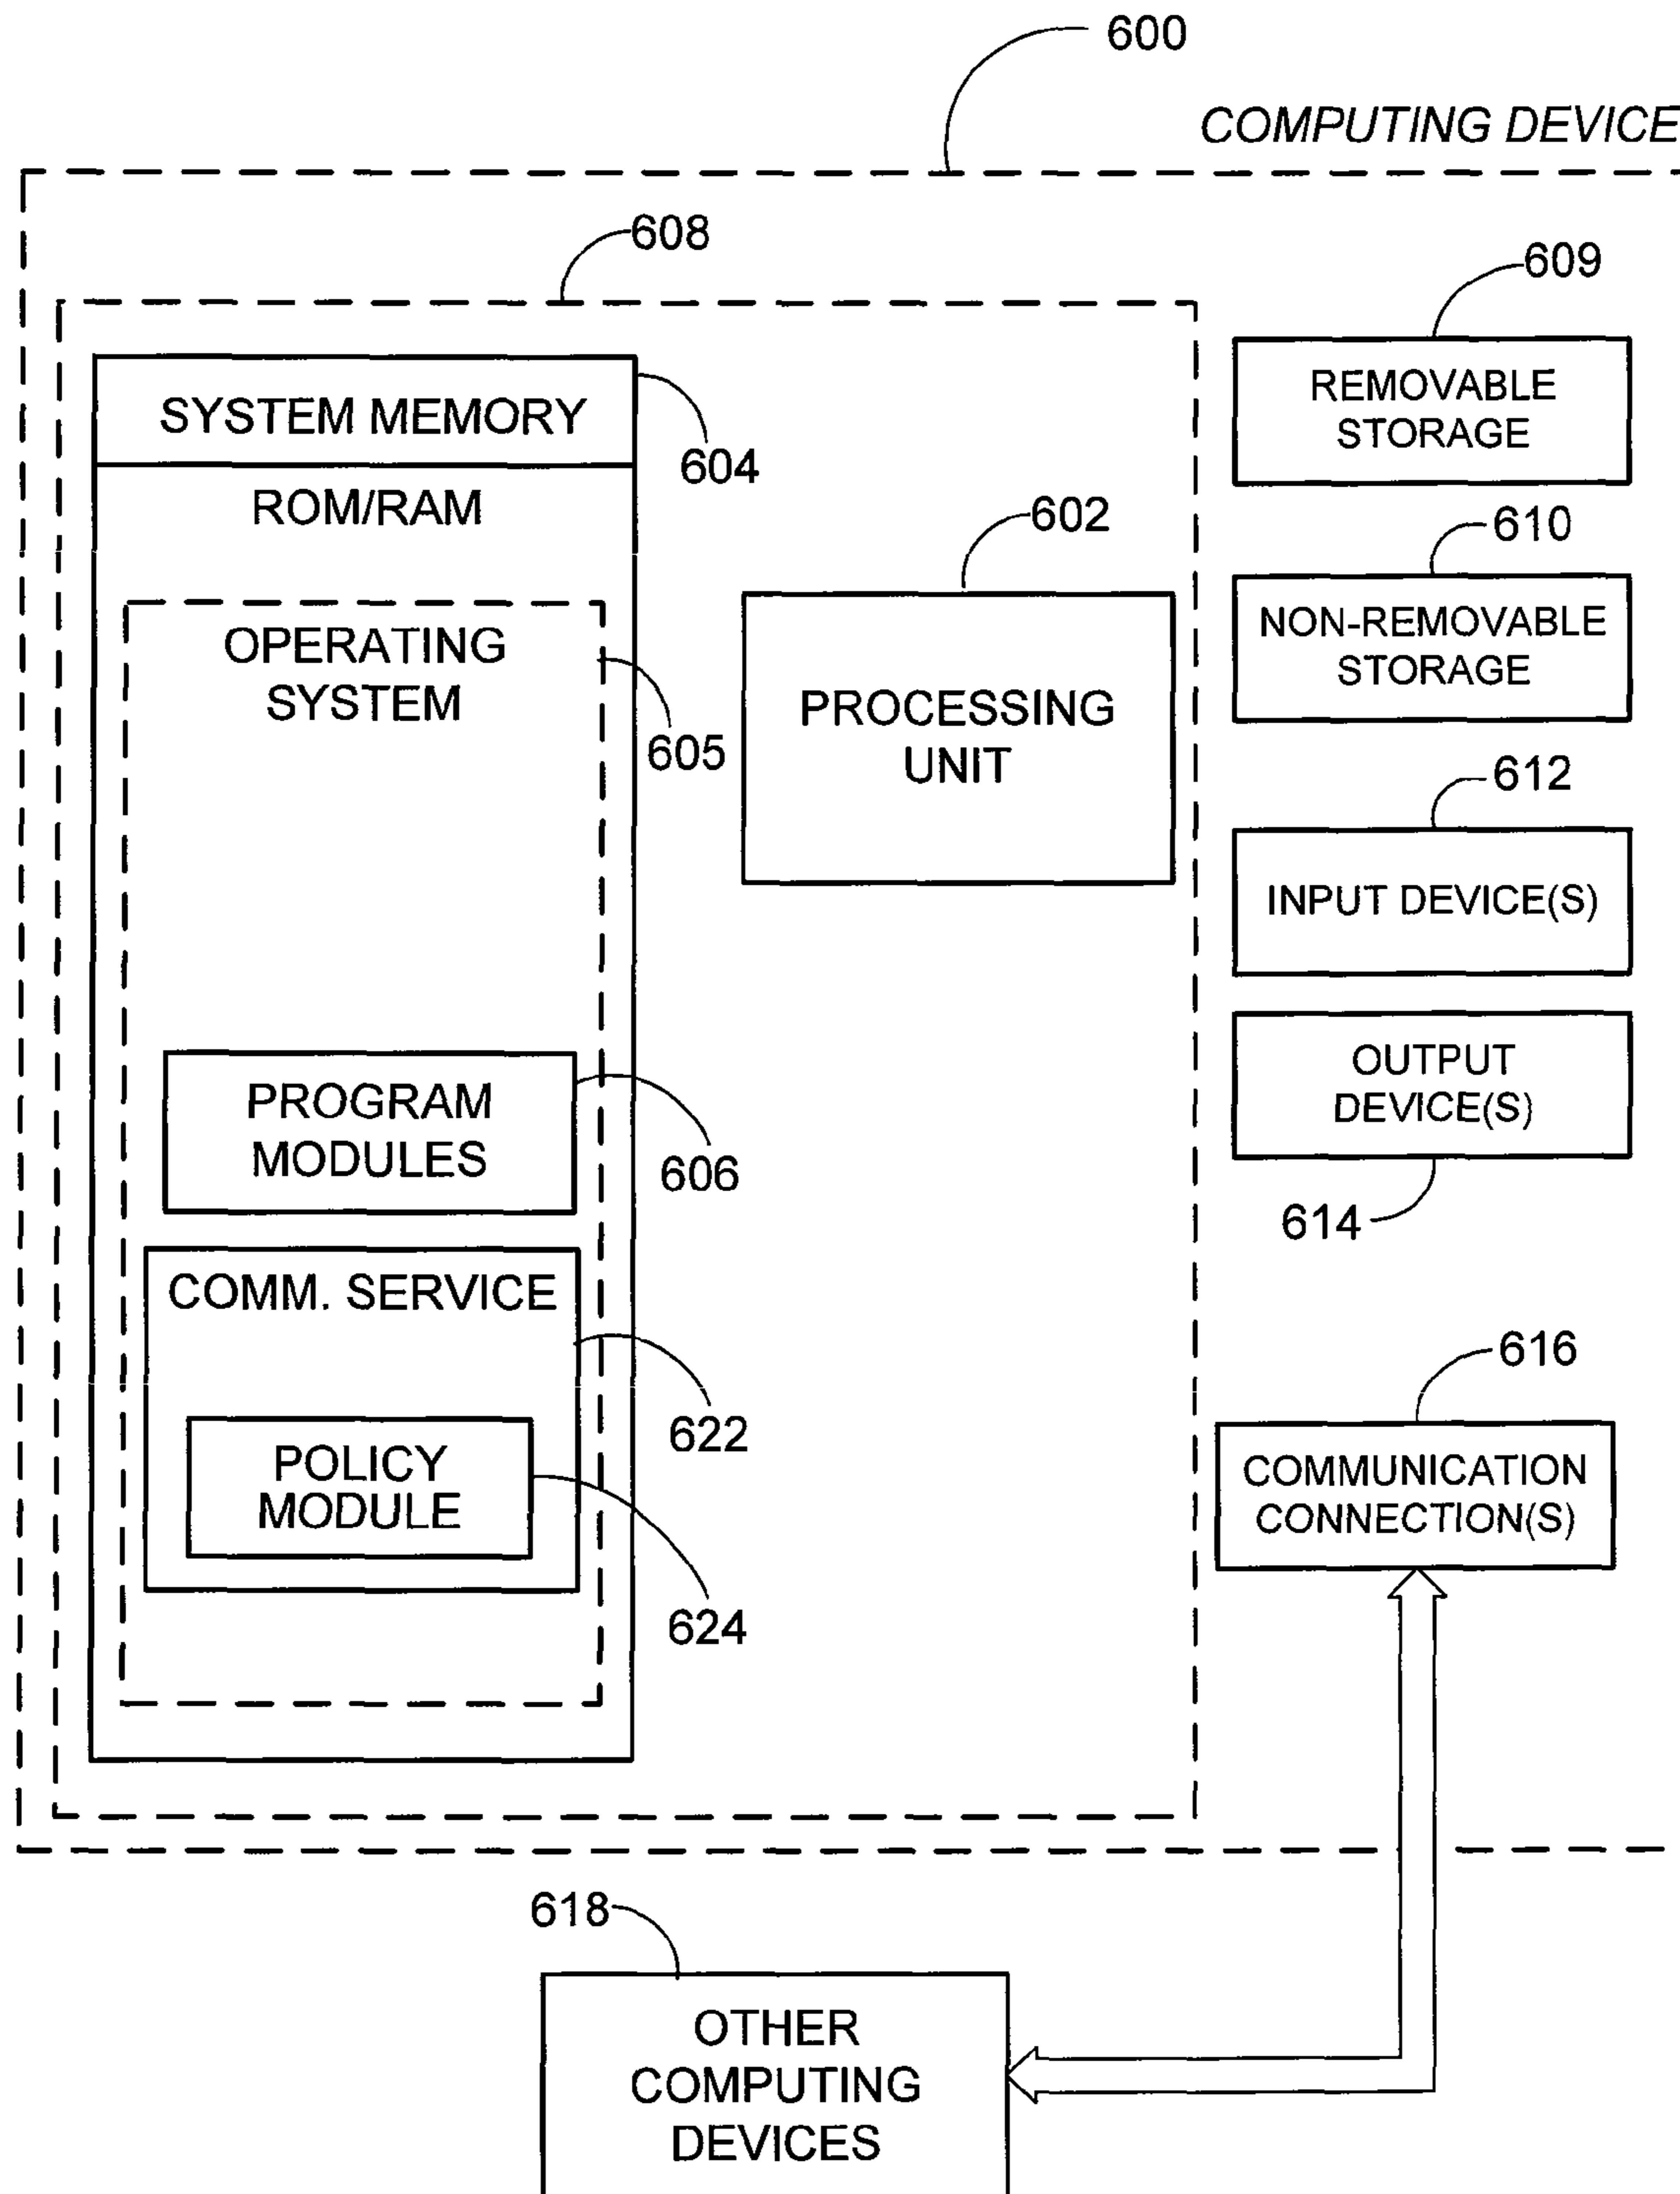 600
COMPUTING DEVICE
608
609
SYSTEM MEMORY
604
ROM/RAM
REMOVABLE
STORAGE
602
610
OPERATING
SYSTEM
605
PROCESSING
UNIT
NON-REMOVABLE
STORAGE
612
INPUT DEVICE(S)
PROGRAM
MODULES
606
OUTPUT
DEVICE(S)
614
COMM. SERVICE
622
616
POLICY
MODULE
624
COMMUNICATION
CONNECTION(S)
618
OTHER
COMPUTING
DEVICES